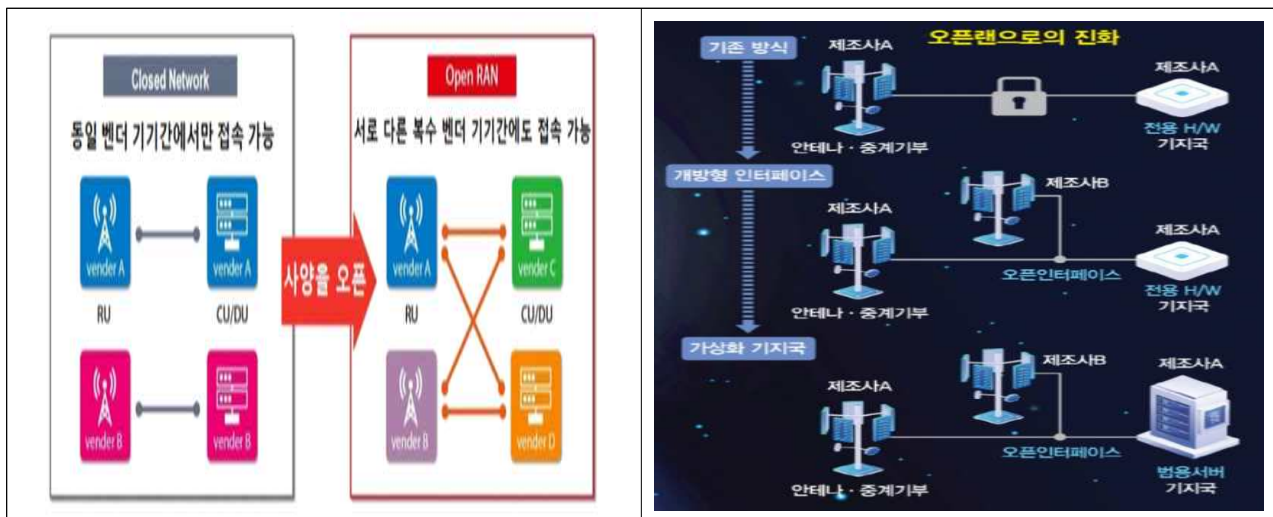 Closed Network
동일 벤더 기기간에서만 접속 가능
vender A
vender A
RU
CU/DU
vender B
vender B
사양을 오픈
Open RAN
서로 다른 복수 벤더 기기간에도 접속 가능
vender A
vender C
RU
CU/DU
vender B
vender D
오픈랜으로의 진화
기존 방식
제조사A
제조사A
전용 H/W
기지국
안테나 · 중계기부
개방형 인터페이스
제조사B
제조사A
제조사A
오픈인터페이스
전용 H/W
기지국
안테나 · 중계기부
가상화 기지국
제조사B
제조사A
제조사A
오픈인터페이스
범용서버
기지국
안테나 · 중계기부